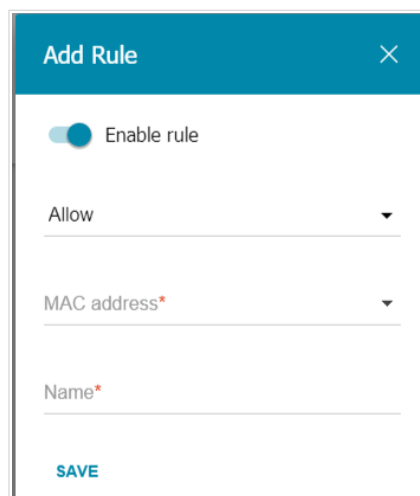 Add Rule
Enable rule
Allow
MAC address*
Name*
SAVE